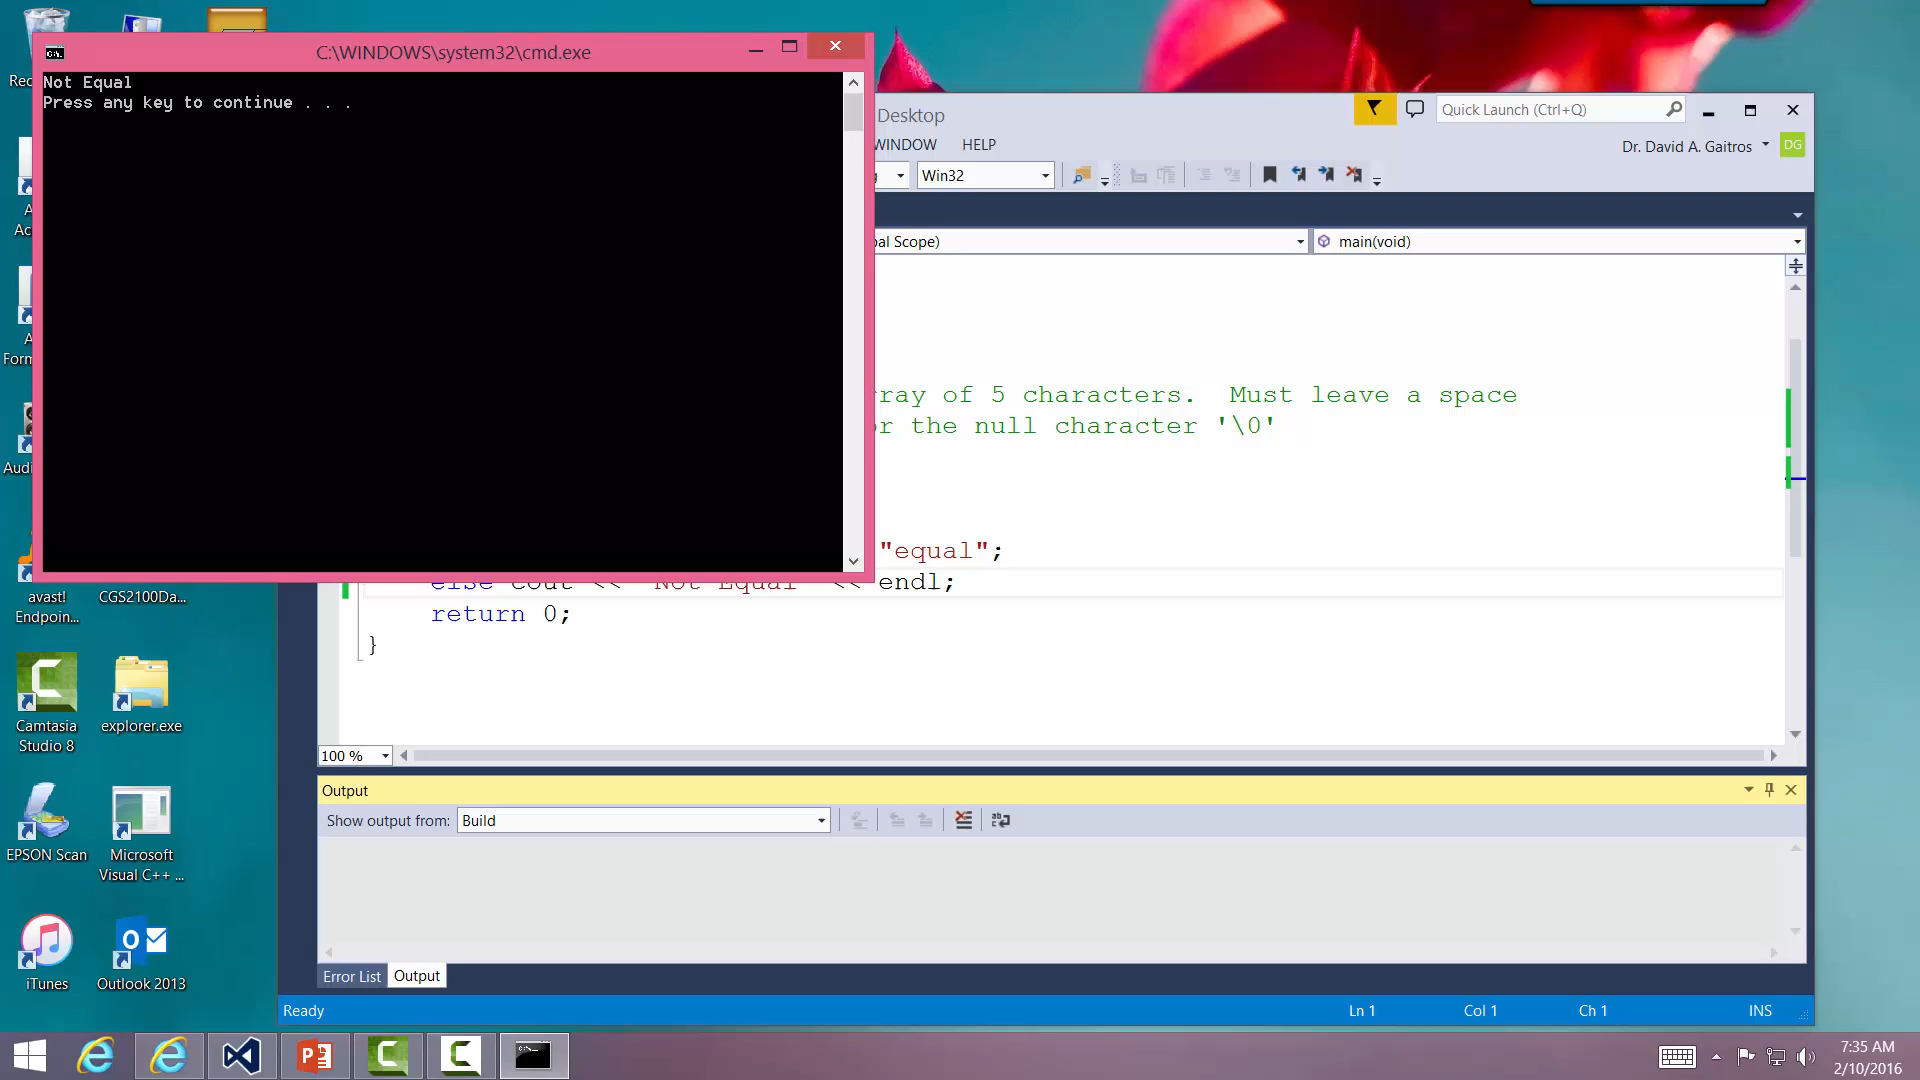 C:\WINDOWS\system32\cmd.exe
Not Equal
Press any key to continue . . .
Desktop
Quick Launch (Ctrl+Q)
WINDOW HELP
Dr. David A. Gaitros
DG
Win32
Scope)
main(void)
of 5 characters.  Must leave a space
the null character '\0'
"equal";
else cout << "Not Equal" << endl;
return 0;
}
100 %
Output
Show output from:
Build
Error List
Output
Ready
Ln 1
Col 1
Ch 1
INS
avast!
Endpoin...
CGS2100Da...
Camtasia
Studio 8
explorer.exe
EPSON Scan
Microsoft
Visual C++ ...
iTunes
Outlook 2013
7:35 AM
2/10/2016